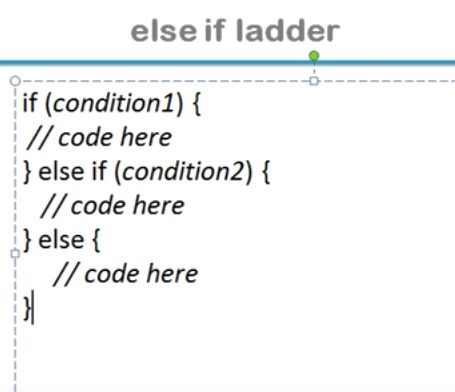 else if ladder
if (condition1) {
// code here
} else if (condition2) {
// code here
} else {
// code here
}